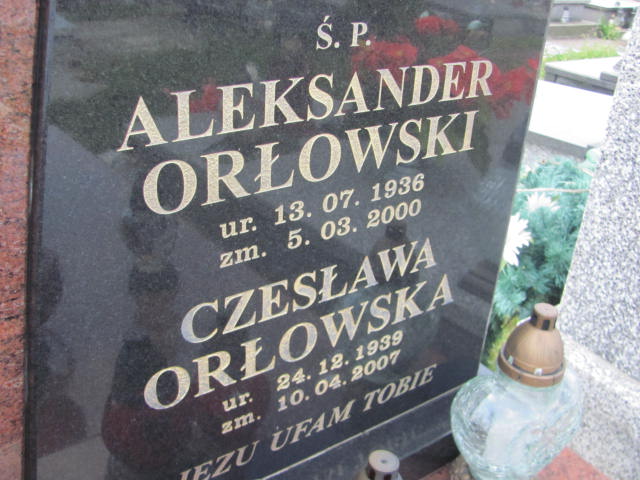 Ś. P.
ALEKSANDER
ORŁOWSKI
ur. 13. 07. 1936
zm. 5. 03. 2000
CZESŁAWA
ORŁOWSKA
ur. 24. 12. 1939
zm. 10. 04. 2007
JEZU UFAM TOBIE